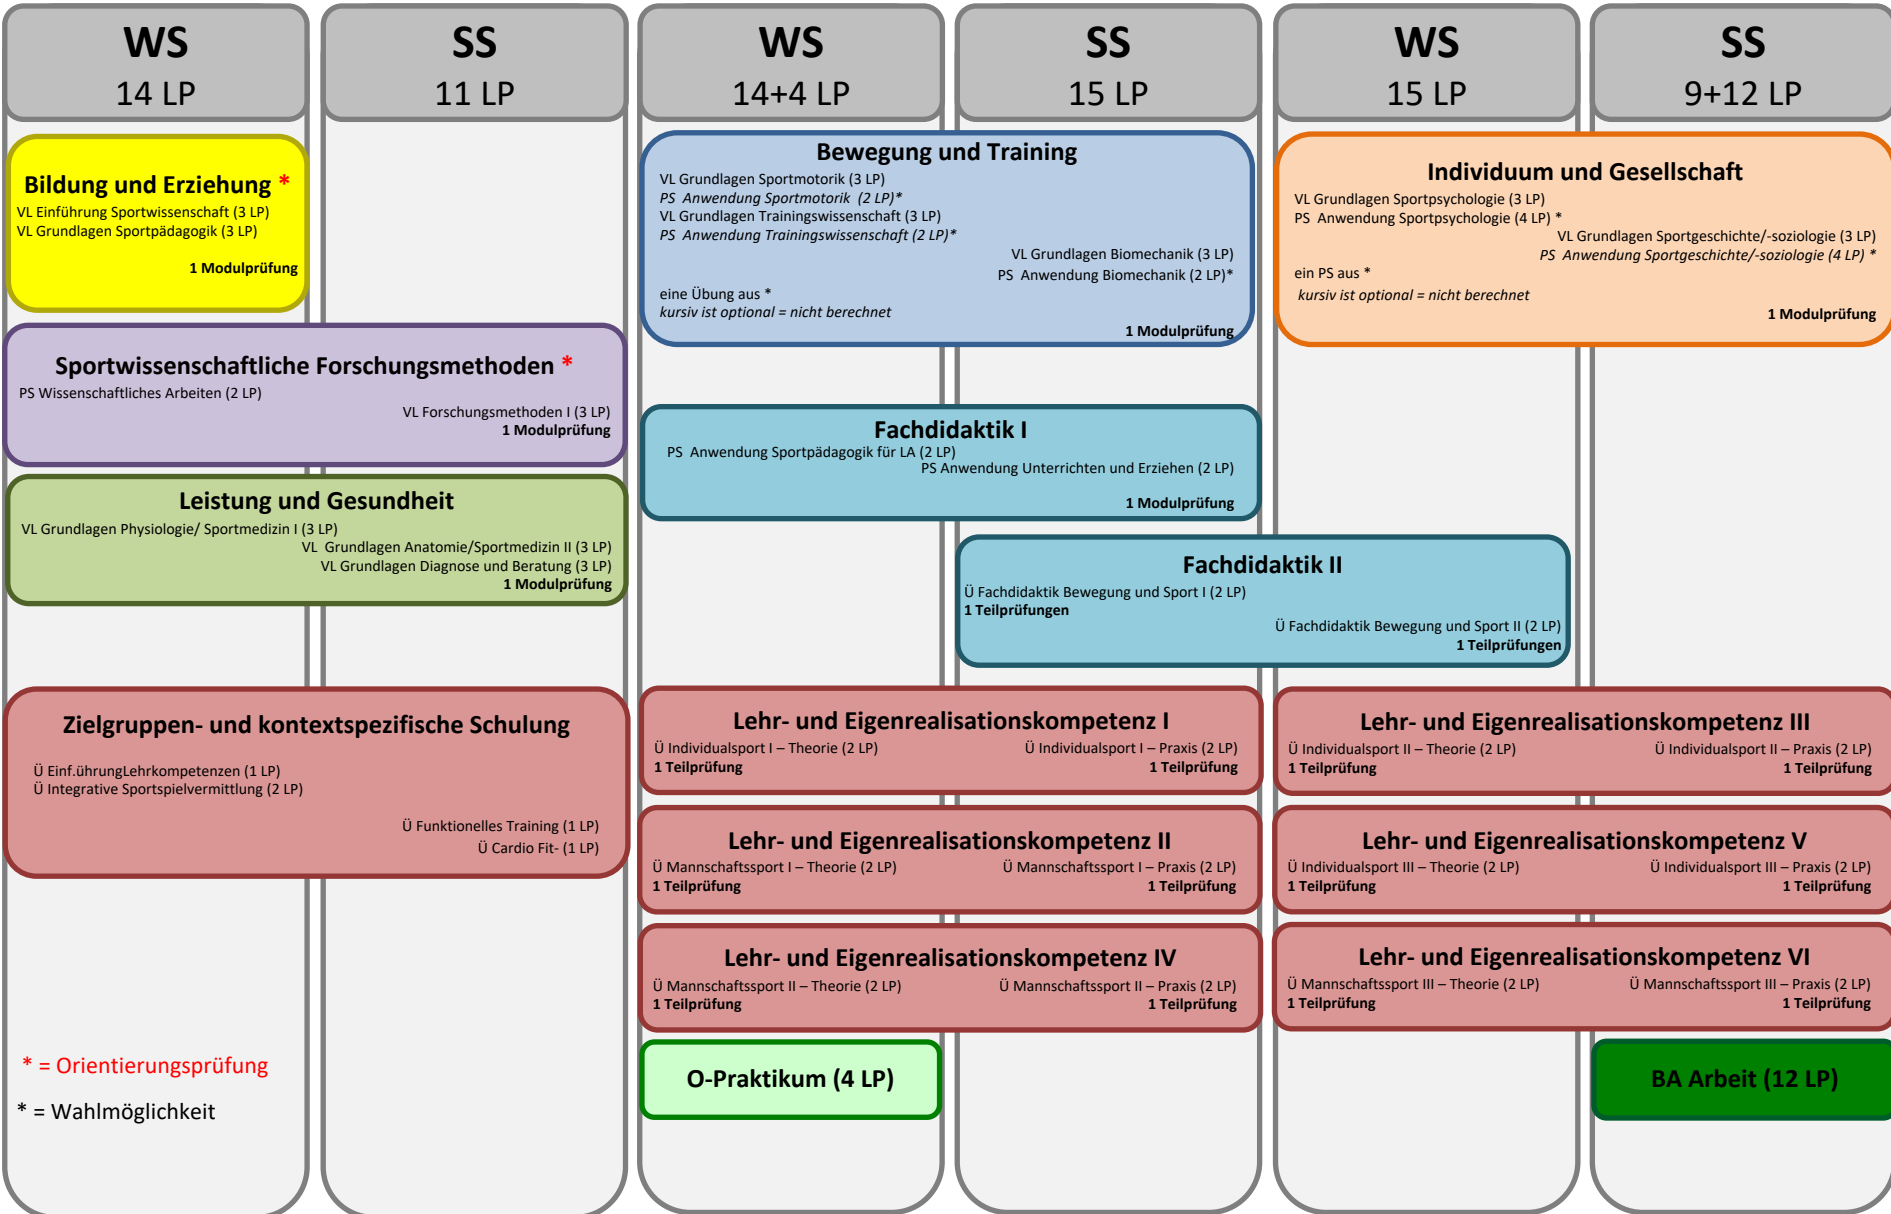 WS
14 LP
SS
11 LP
WS
14+4 LP
SS
15 LP
WS
15 LP
SS
9+12 LP
Bildung und Erziehung *
VL Einführung Sportwissenschaft (3 LP)
VL Grundlagen Sportpädagogik (3 LP)
1 Modulprüfung
Sportwissenschaftliche Forschungsmethoden *
PS Wissenschaftliches Arbeiten (2 LP)
VL Forschungsmethoden I (3 LP)
1 Modulprüfung
Leistung und Gesundheit
VL Grundlagen Physiologie/ Sportmedizin I (3 LP)
VL Grundlagen Anatomie/Sportmedizin II (3 LP)
VL Grundlagen Diagnose und Beratung (3 LP)
1 Modulprüfung
Zielgruppen- und kontextspezifische Schulung
Ü Einf.ührungLehrkompetenzen (1 LP)
Ü Integrative Sportspielvermittlung (2 LP)
Ü Funktionelles Training (1 LP)
Ü Cardio Fit- (1 LP)
* = Orientierungsprüfung
* = Wahlmöglichkeit
Bewegung und Training
VL Grundlagen Sportmotorik (3 LP)
PS Anwendung Sportmotorik (2 LP)*
VL Grundlagen Trainingswissenschaft (3 LP)
PS Anwendung Trainingswissenschaft (2 LP)*
VL Grundlagen Biomechanik (3 LP)
PS Anwendung Biomechanik (2 LP)*
eine Übung aus *
kursiv ist optional = nicht berechnet
1 Modulprüfung
Individuum und Gesellschaft
VL Grundlagen Sportpsychologie (3 LP)
PS Anwendung Sportpsychologie (4 LP) *
VL Grundlagen Sportgeschichte/-soziologie (3 LP)
PS Anwendung Sportgeschichte/-soziologie (4 LP) *
ein PS aus *
kursiv ist optional = nicht berechnet
1 Modulprüfung
Fachdidaktik I
PS Anwendung Sportpädagogik für LA (2 LP)
PS Anwendung Unterrichten und Erziehen (2 LP)
1 Modulprüfung
Fachdidaktik II
Ü Fachdidaktik Bewegung und Sport I (2 LP)
1 Teilprüfungen
Ü Fachdidaktik Bewegung und Sport II (2 LP)
1 Teilprüfungen
Lehr- und Eigenrealisationskompetenz I
Ü Individualsport I – Theorie (2 LP)
1 Teilprüfung
Ü Individualsport I – Praxis (2 LP)
1 Teilprüfung
Lehr- und Eigenrealisationskompetenz III
Ü Individualsport II – Theorie (2 LP)
1 Teilprüfung
Ü Individualsport II – Praxis (2 LP)
1 Teilprüfung
Lehr- und Eigenrealisationskompetenz II
Ü Mannschaftssport I – Theorie (2 LP)
1 Teilprüfung
Ü Mannschaftssport I – Praxis (2 LP)
1 Teilprüfung
Lehr- und Eigenrealisationskompetenz V
Ü Individualsport III – Theorie (2 LP)
1 Teilprüfung
Ü Individualsport III – Praxis (2 LP)
1 Teilprüfung
Lehr- und Eigenrealisationskompetenz IV
Ü Mannschaftssport II – Theorie (2 LP)
1 Teilprüfung
Ü Mannschaftssport II – Praxis (2 LP)
1 Teilprüfung
Lehr- und Eigenrealisationskompetenz VI
Ü Mannschaftssport III – Theorie (2 LP)
1 Teilprüfung
Ü Mannschaftssport III – Praxis (2 LP)
1 Teilprüfung
O-Praktikum (4 LP)
BA Arbeit (12 LP)